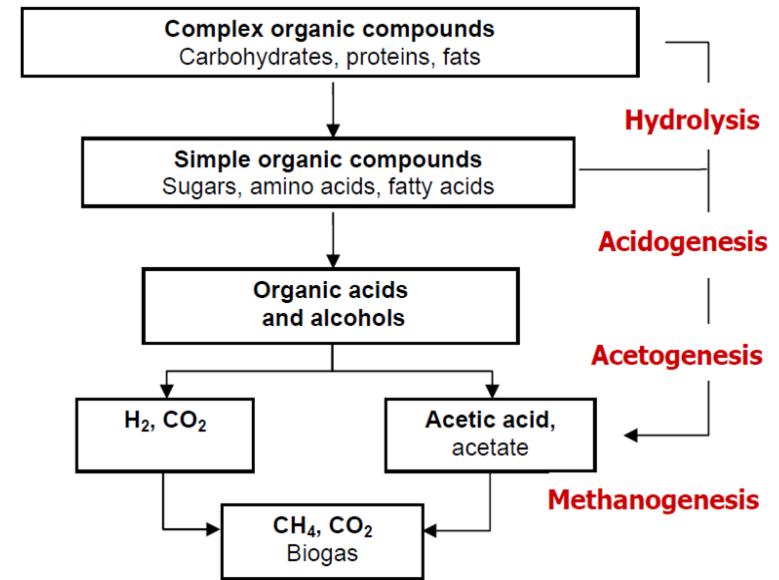 Complex organic compounds
Carbohydrates, proteins, fats
Hydrolysis
Simple organic compounds
Sugars, amino acids, fatty acids
Acidogenesis
Organic acids
and alcohols
Acetogenesis
H₂, CO₂
Acetic acid,
acetate
Methanogenesis
CH₄, CO₂
Biogas